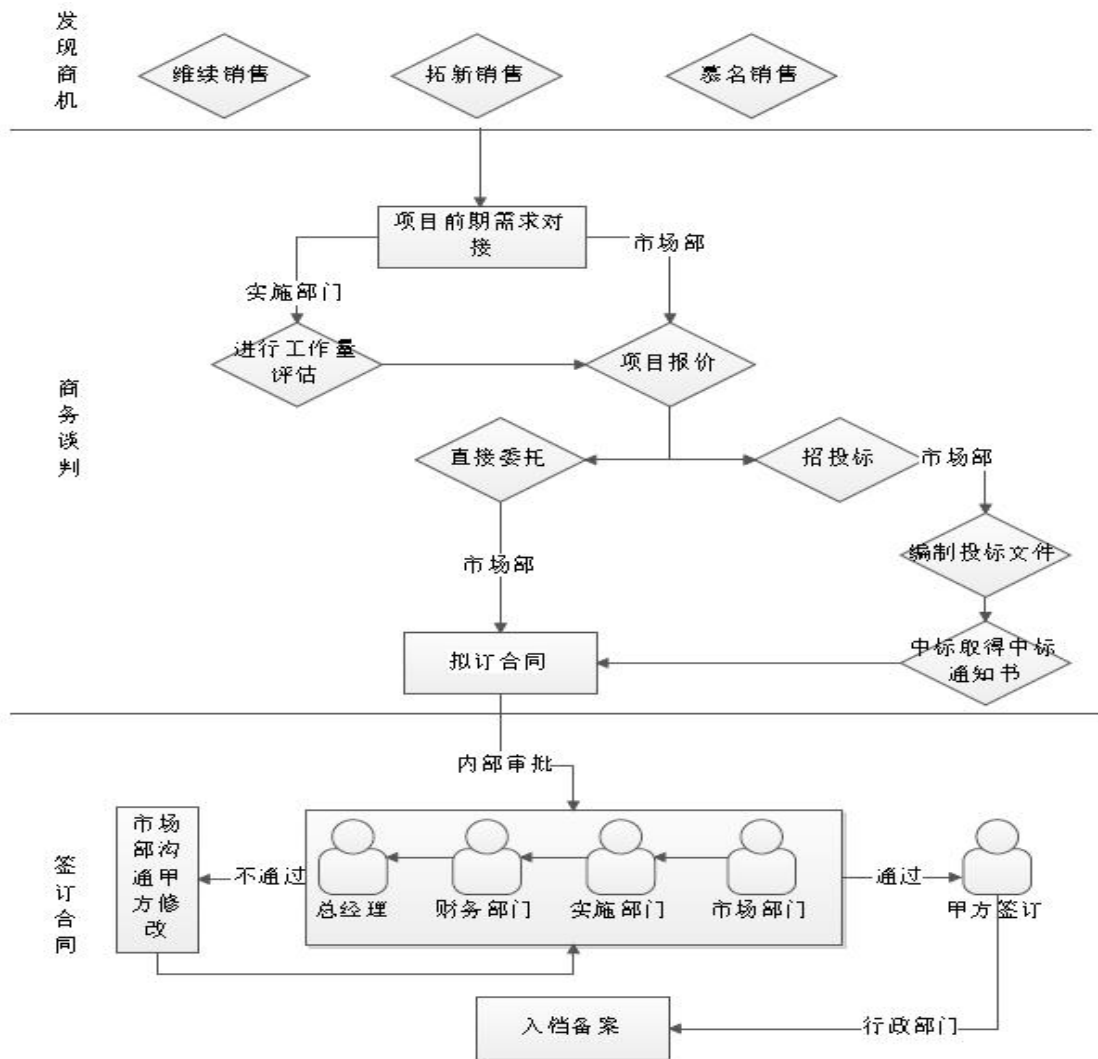 发
现
商
机
维续销售
拓新销售
慕名销售
项目前期需求对
接
市场部
实施部门
进行工作量
评估
项目报价
商
务
谈
判
直接委托
招投标
市场部
市场部
编制投标文件
拟订合同
中标取得中标
通知书
内部审批
签
订
合
同
市场
部沟
通甲
方修
改
不通过
总经理
财务部门
实施部门
市场部门
通过
甲方签订
入档备案
行政部门